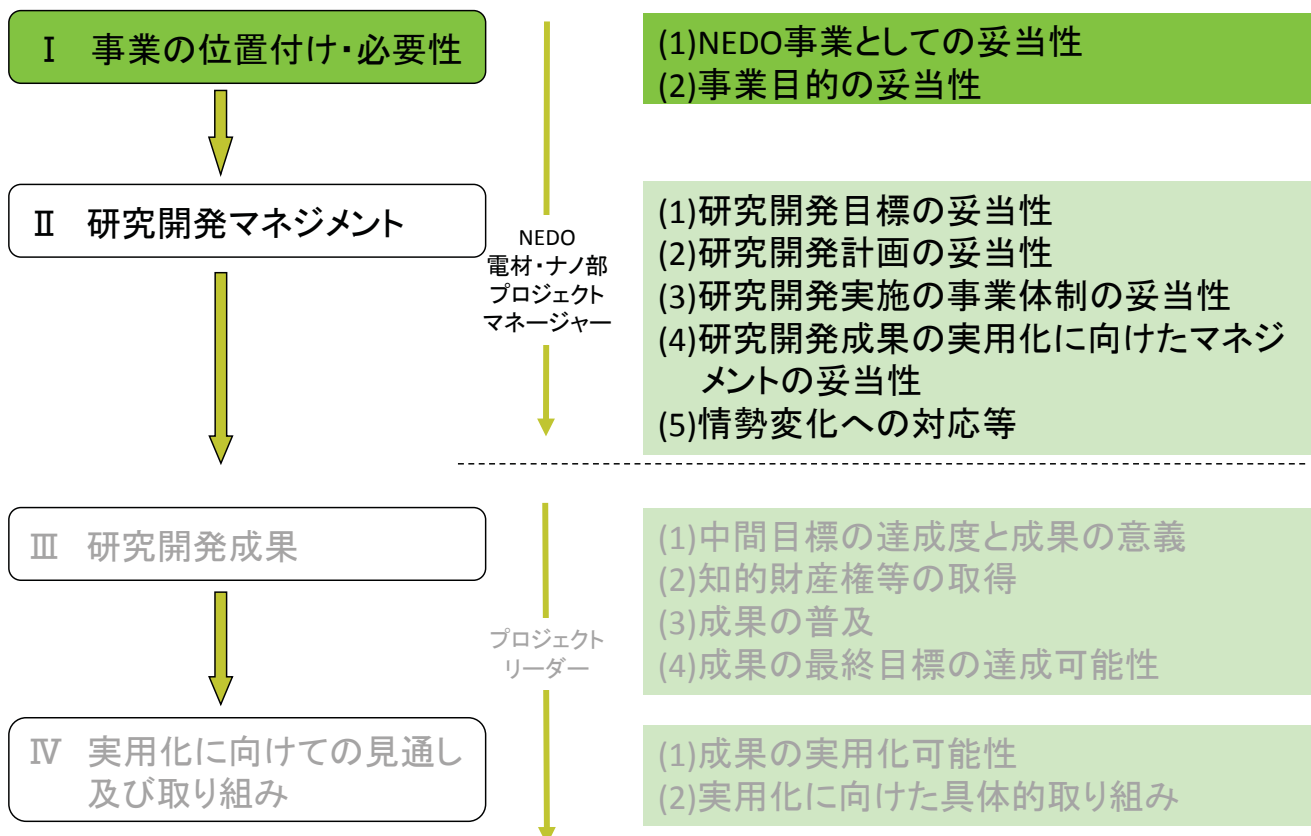 Ⅰ 事業の位置付け・必要性
(1)NEDO事業としての妥当性
(2)事業目的の妥当性
Ⅱ 研究開発マネジメント
NEDO
電材・ナノ部
プロジェクト
マネージャー
(1)研究開発目標の妥当性
(2)研究開発計画の妥当性
(3)研究開発実施の事業体制の妥当性
(4)研究開発成果の実用化に向けたマネジ
メントの妥当性
(5)情勢変化への対応等
Ⅲ 研究開発成果
プロジェクト
リーダー
(1)中間目標の達成度と成果の意義
(2)知的財産権等の取得
(3)成果の普及
(4)成果の最終目標の達成可能性
Ⅳ 実用化に向けての見通し
及び取り組み
(1)成果の実用化可能性
(2)実用化に向けた具体的取り組み